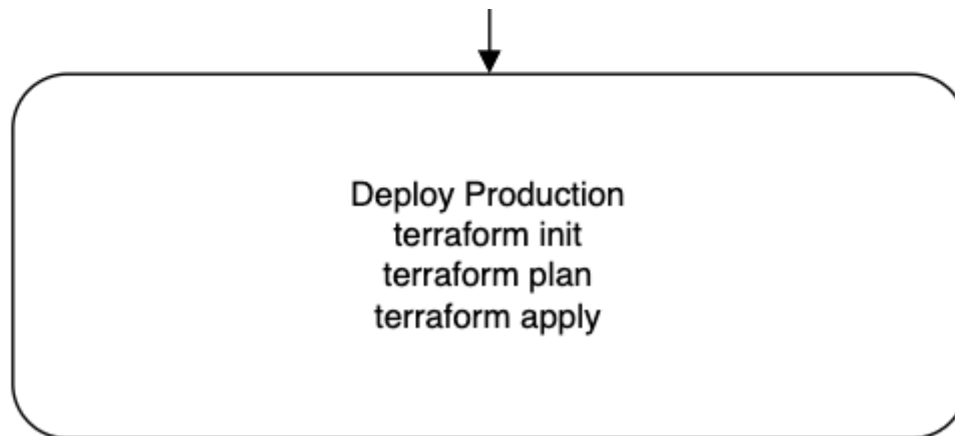 Deploy Production
terraform init
terraform plan
terraform apply